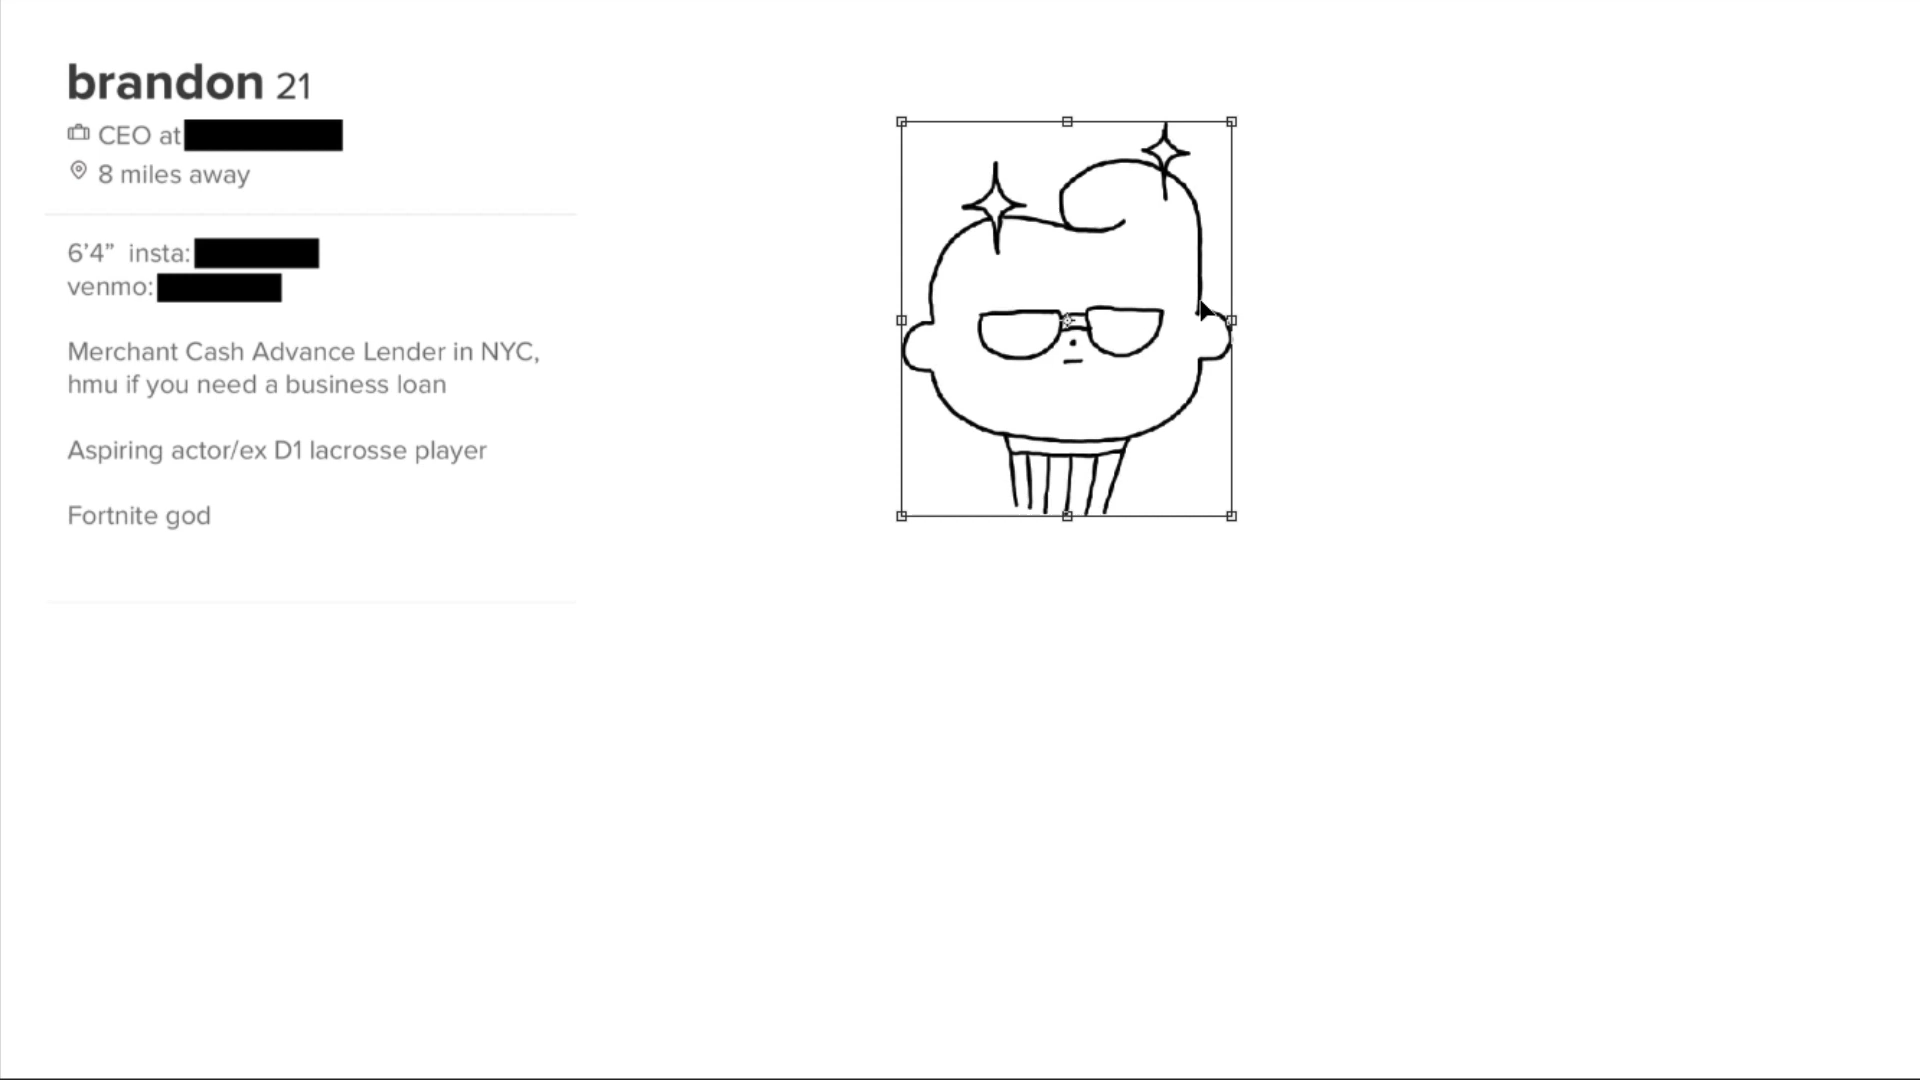 brandon 21
CEO at
8 miles away
6’4” insta:
venmo:
Merchant Cash Advance Lender in NYC,
hmu if you need a business loan
Aspiring actor/ex D1 lacrosse player
Fortnite god